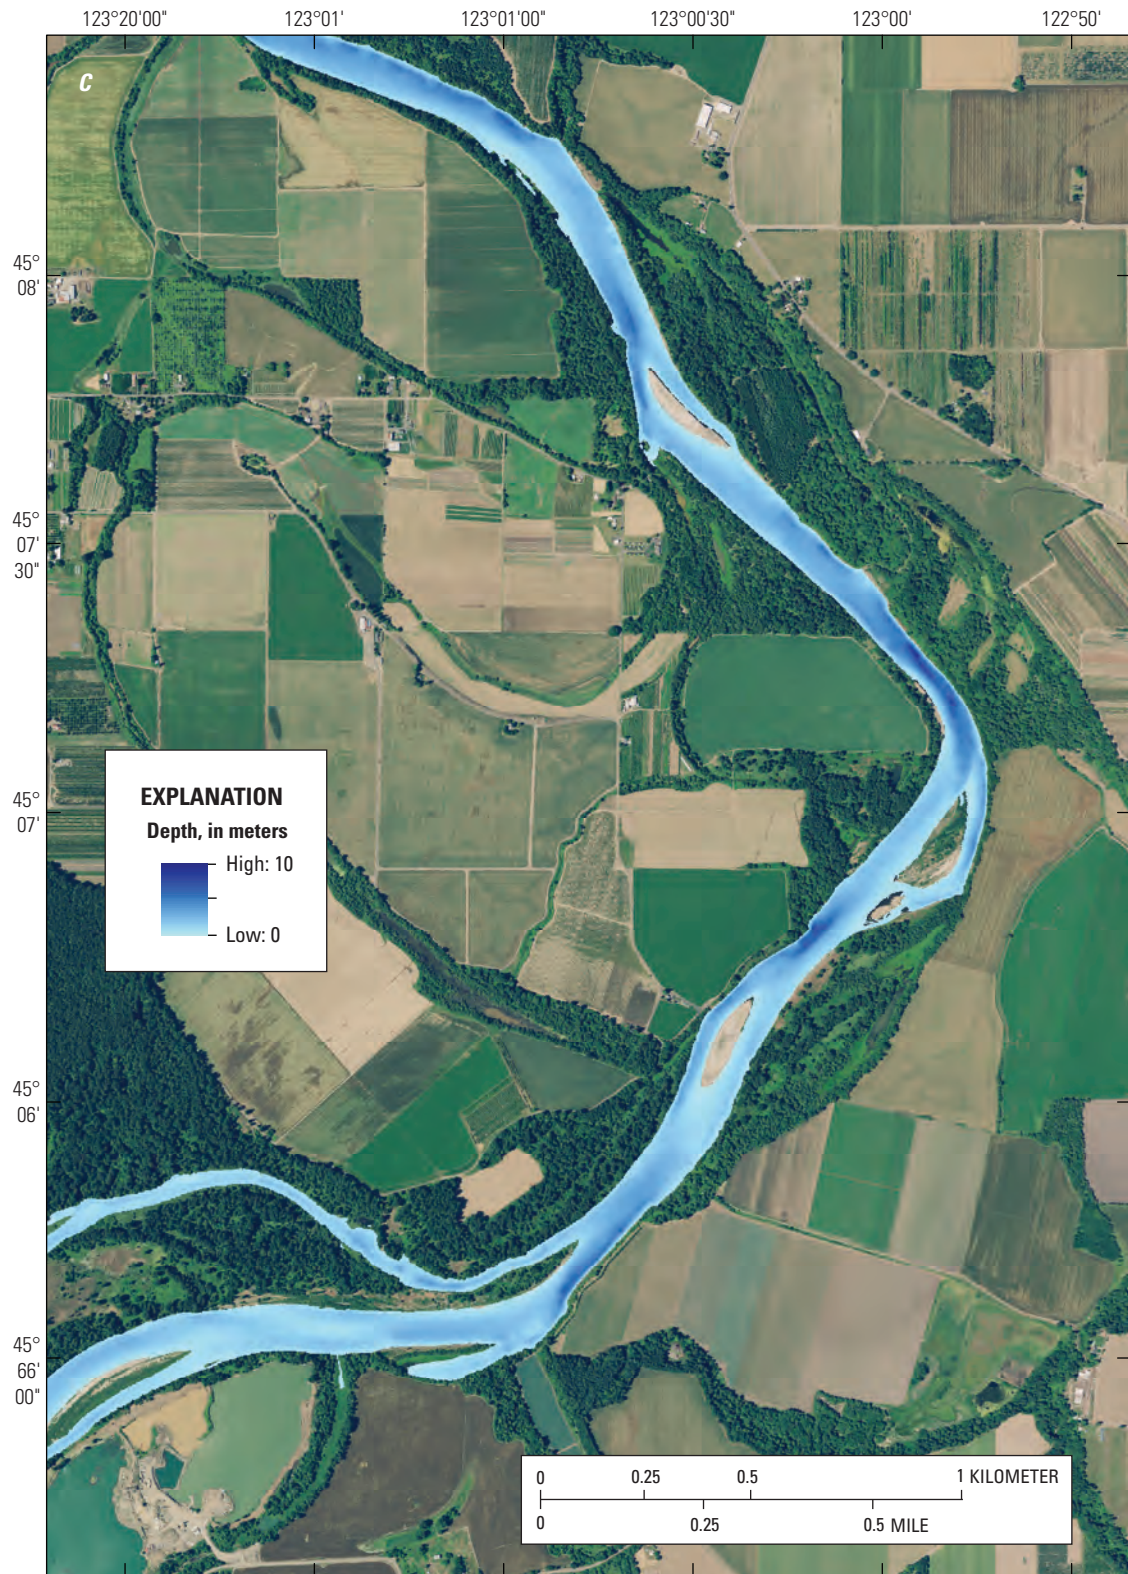 123°20'00"
123°01'
123°01'00"
123°00'30"
123°00'
122°50'
C
45°
08'
45°
07'
30"
45°
07'
45°
06'
45°
66'
00"
EXPLANATION
Depth, in meters
High: 10
Low: 0
0 0.25 0.5 1 KILOMETER
0 0.25 0.5 MILE